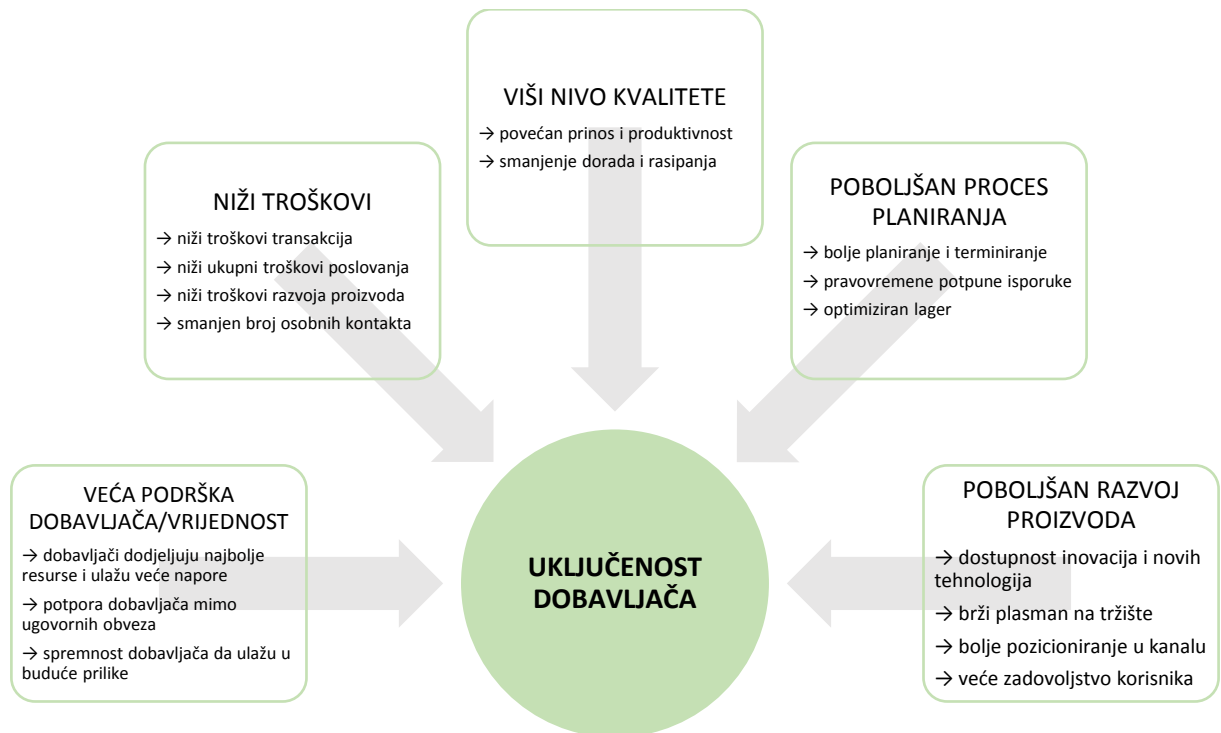 VIŠI NIVO KVALITETE
→ povećan prinos i produktivnost
→ smanjenje dorada i rasipanja
NIŽI TROŠKOVI
→ niži troškovi transakcija
→ niži ukupni troškovi poslovanja
→ niži troškovi razvoja proizvoda
→ smanjen broj osobnih kontakta
POBOLJŠAN PROCES
PLANIRANJA
→ bolje planiranje i terminiranje
→ pravovremene potpune isporuke
→ optimiziran lager
VEĆA PODRŠKA
DOBAVLJAČA/VRIJEDNOST
→ dobavljači dodjeljuju najbolje
resurse i ulažu veće napore
→ potpora dobavljača mimo
ugovornih obveza
→ spremnost dobavljača da ulažu u
buduće prilike
UKLJUČENOST
DOBAVLJAČA
POBOLJŠAN RAZVOJ
PROIZVODA
→ dostupnost inovacija i novih
tehnologija
→ brži plasman na tržište
→ bolje pozicioniranje u kanalu
→ veće zadovoljstvo korisnika